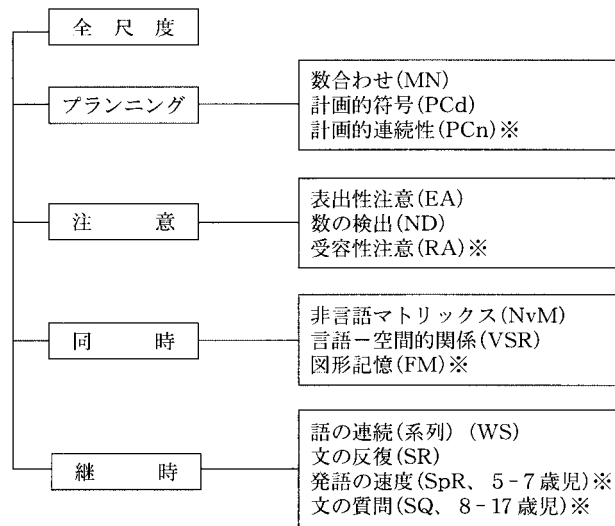 全尺度
プランニング
数合わせ(MN)
計画的符号(PCd)
計画的連続性(PCn)※
注意
表出性注意(EA)
数の検出(ND)
受容性注意(RA)※
同時
非言語マトリックス(NvM)
言語－空間的関係(VSR)
図形記憶(FM)※
継時
語の連続(系列) (WS)
文の反復(SR)
発語の速度(SpR、5-7歳児)※
文の質問(SQ、8-17歳児)※